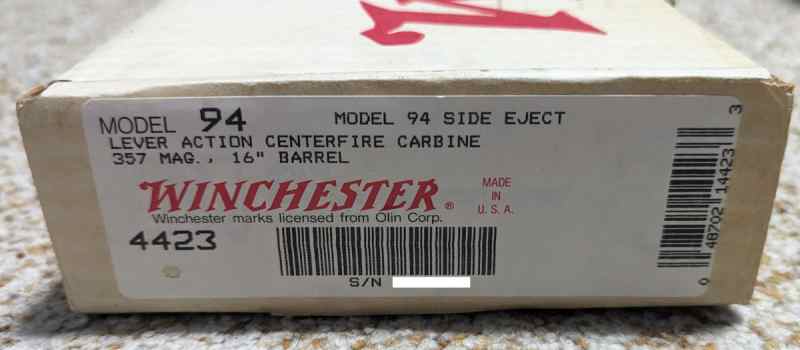 MODEL 94 MODEL 94 SIDE EJECT
LEVER ACTION CENTERFIRE CARBINE
357 MAG., 16" BARREL
WINCHESTER®
MADE
IN
U.S.A.
Winchester marks licensed from Olin Corp.
4423
S/N
0 48702 14423 3